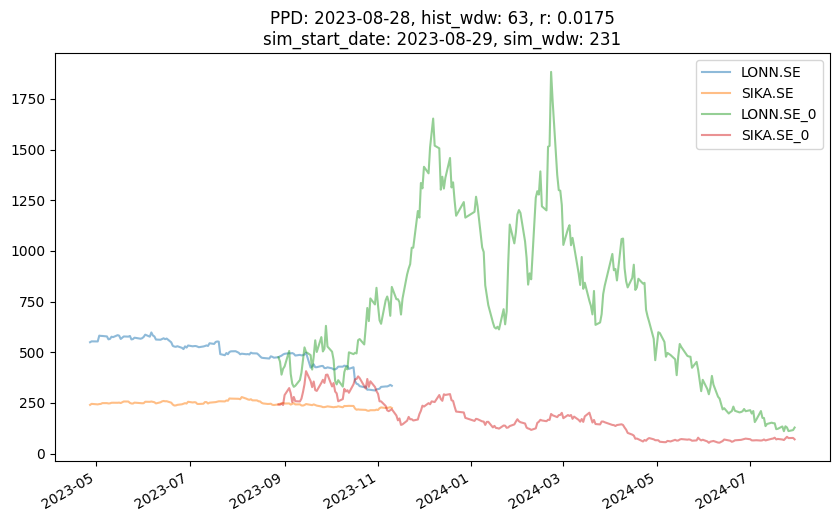 PPD: 2023-08-28, hist_wdw: 63, r: 0.0175
sim_start_date: 2023-08-29, sim_wdw: 231
LONN.SE
SIKA.SE
LONN.SE_0
SIKA.SE_0
1750
1500
1250
1000
750
500
250
0
2023-05
2023-07
2023-09
2023-11
2024-01
2024-03
2024-05
2024-07